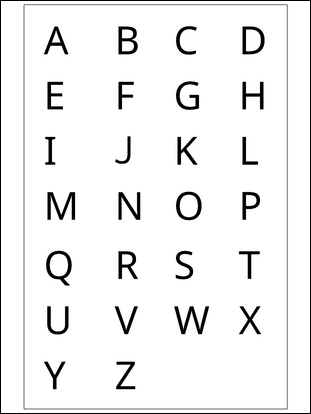 A B C D
E F G H
I J K L
M N O P
Q R S T
U V W X
Y Z